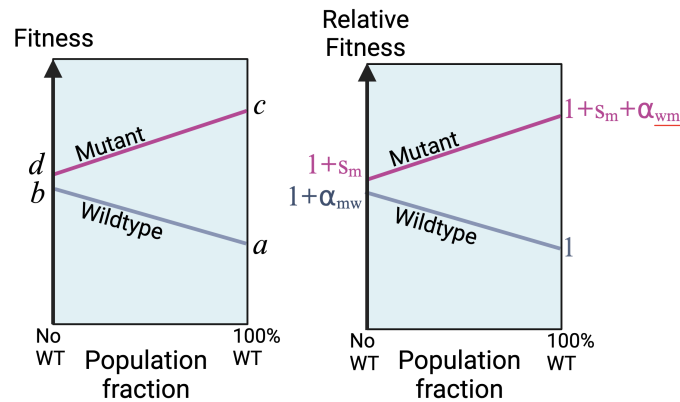 Fitness
c
Mutant
d
b
Wildtype
a
No
WT
100%
WT
Population
fraction
Relative
Fitness
1+sₘ+αwm
Mutant
1+sₘ
1+αmw
Wildtype
1
No
WT
100%
WT
Population
fraction